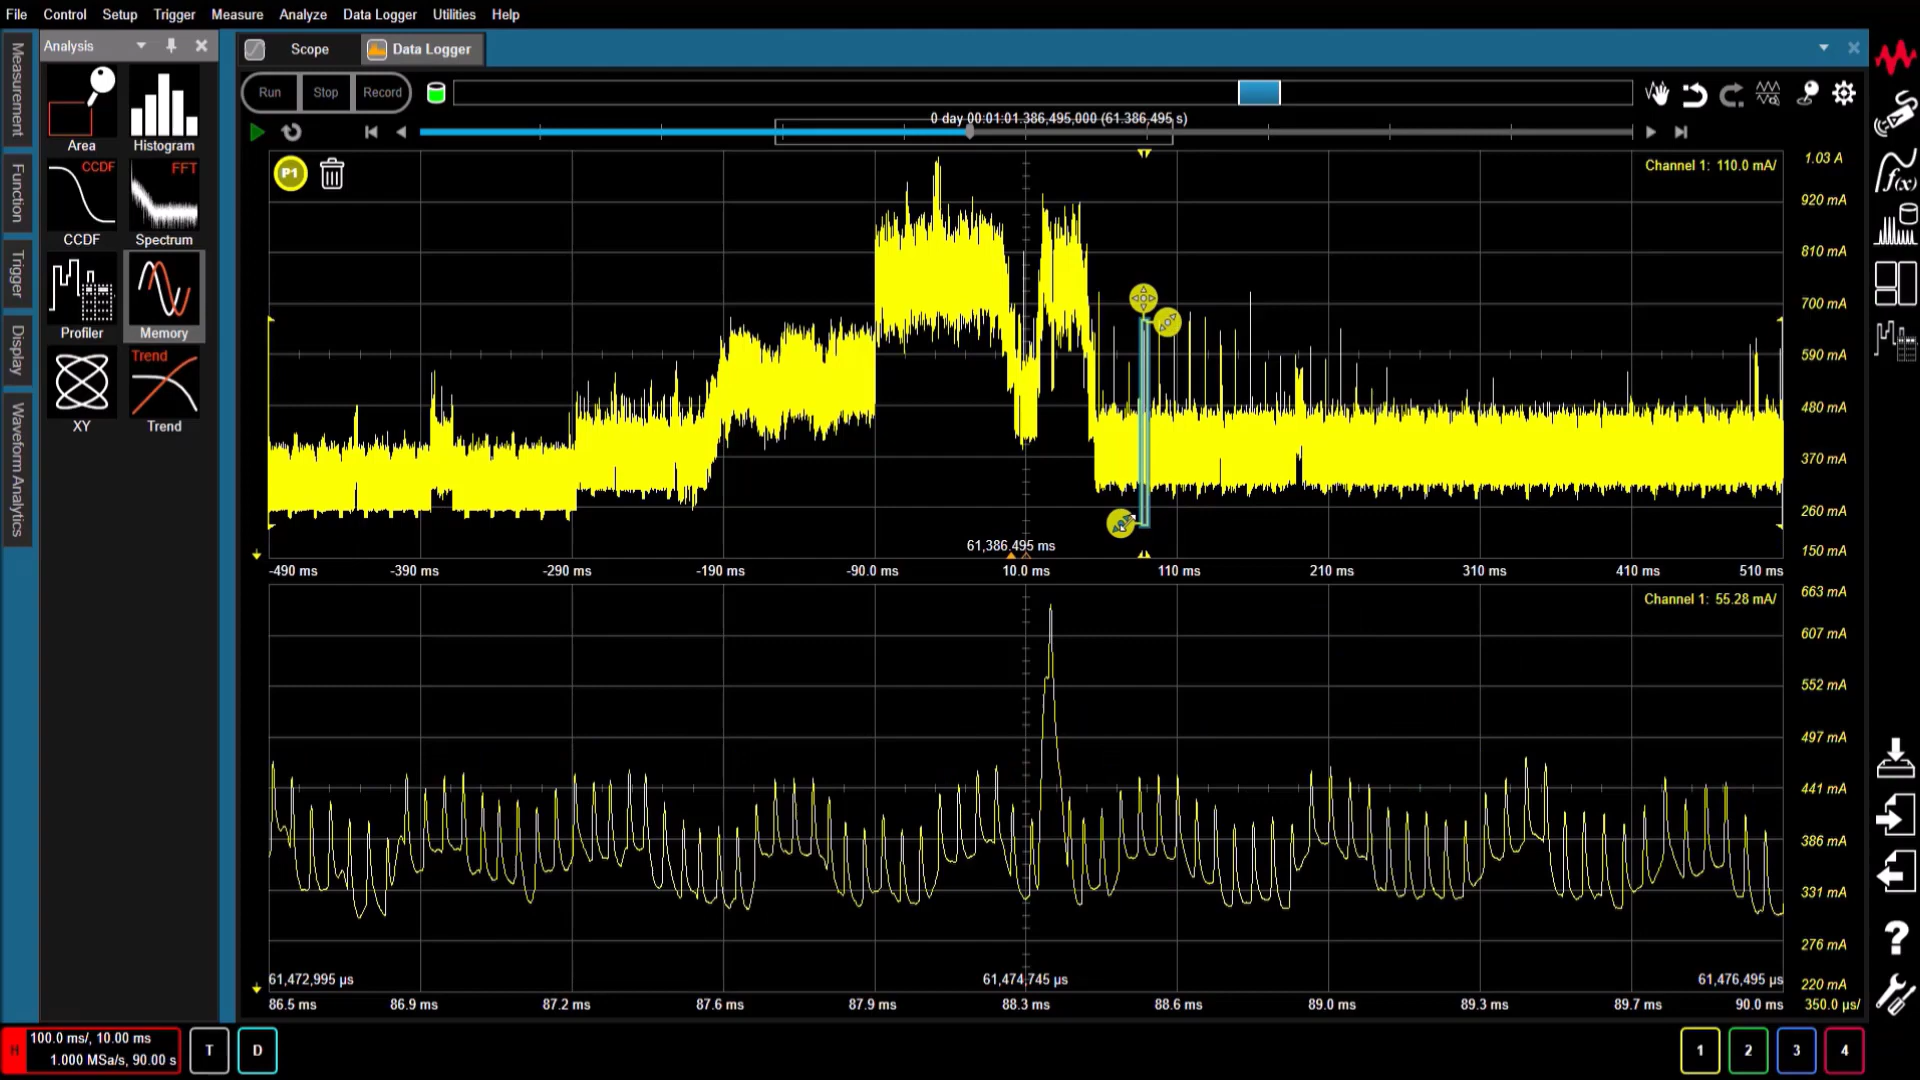 File Control Setup Trigger Measure Analyze Data Logger Utilities Help
Analysis
Scope
Data Logger
Measurement
Function
Trigger
Display
Waveform Analytics
Area
Histogram
CCDF
CCDF
FFT
Spectrum
Profiler
Memory
XY
Trend
Trend
Run
Stop
Record
0 day 00:01:01.386,495,000 (61.386,495 s)
P1
Channel 1: 110.0 mA/
1.03 A
920 mA
810 mA
700 mA
590 mA
480 mA
370 mA
260 mA
150 mA
61,386.495 ms
-490 ms
-390 ms
-290 ms
-190 ms
-90.0 ms
10.0 ms
110 ms
210 ms
310 ms
410 ms
510 ms
Channel 1: 55.28 mA/
663 mA
607 mA
552 mA
497 mA
441 mA
386 mA
331 mA
276 mA
220 mA
61,472,995 µs
61,474,745 µs
61,476,495 µs
86.5 ms
86.9 ms
87.2 ms
87.6 ms
87.9 ms
88.3 ms
88.6 ms
89.0 ms
89.3 ms
89.7 ms
90.0 ms
350.0 µs/
f(x)
?
H
100.0 ms/, 10.00 ms
1.000 MSa/s, 90.00 s
T
D
1
2
3
4